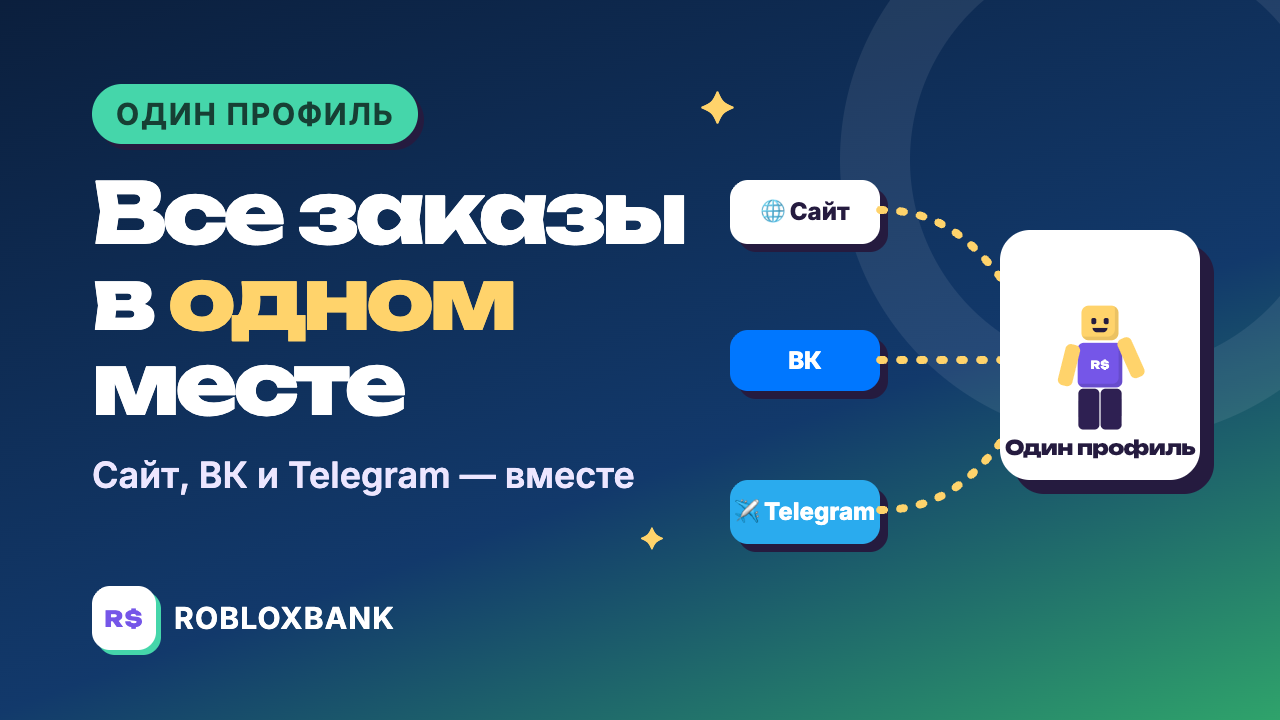 ОДИН ПРОФИЛЬ
Все заказы
в одном
месте
Сайт, ВК и Telegram — вместе
R$ ROBLOXBANK
🌐 Сайт
ВК
✈️ Telegram
R$
Один профиль